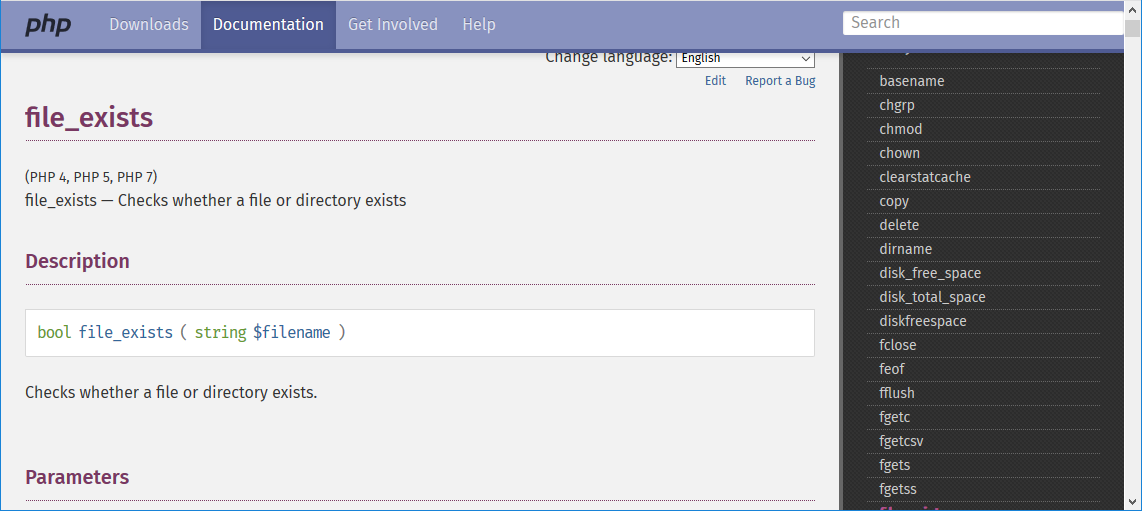 php Downloads Documentation Get Involved Help Search
Change language: English
Edit Report a Bug
file_exists
(PHP 4, PHP 5, PHP 7)
file_exists — Checks whether a file or directory exists
Description
bool file_exists ( string $filename )
Checks whether a file or directory exists.
Parameters
basename
chgrp
chmod
chown
clearstatcache
copy
delete
dirname
disk_free_space
disk_total_space
diskfreespace
fclose
feof
fflush
fgetc
fgetcsv
fgets
fgetss